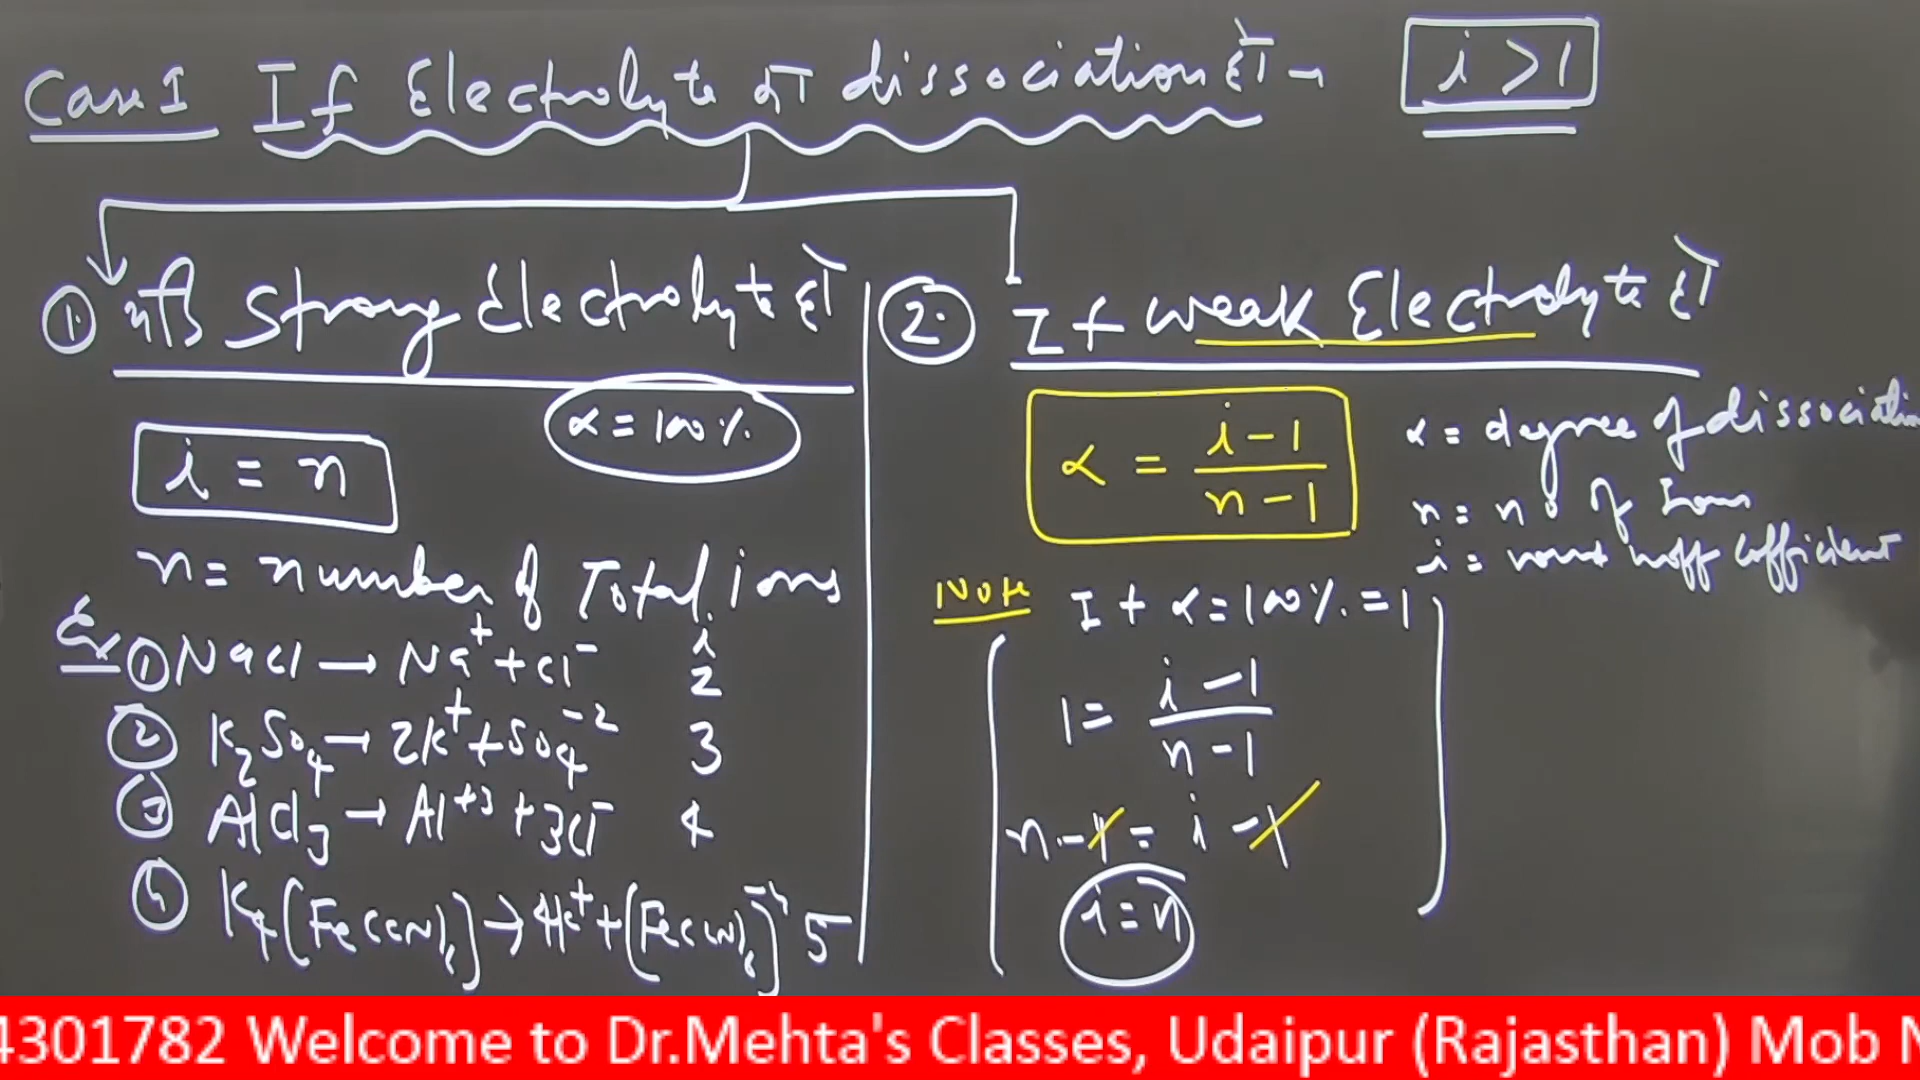 Case I If Electrolyte का dissociation हो → i > 1
① यदि Strong Electrolyte हो
α = 100%
i = n
n = number of Total ions
Ex i
① NaCl → Na⁺ + Cl⁻ 2
② K₂SO₄ → 2K⁺ + SO₄⁻² 3
③ AlCl₃ → Al⁺³ + 3Cl⁻ 4
④ K₄[Fe(CN)₆] → 4K⁺ + [Fe(CN)₆]⁻⁴ 5
②. If weak Electrolyte हो
α = (i − 1)/(n − 1)
α = degree of dissociation
n = no of Ions
i = vant hoff cofficient
Note If α = 100% = 1
1 = (i − 1)/(n − 1)
n − 1 = i − 1
i = n
4301782 Welcome to Dr.Mehta's Classes, Udaipur (Rajasthan) Mob N